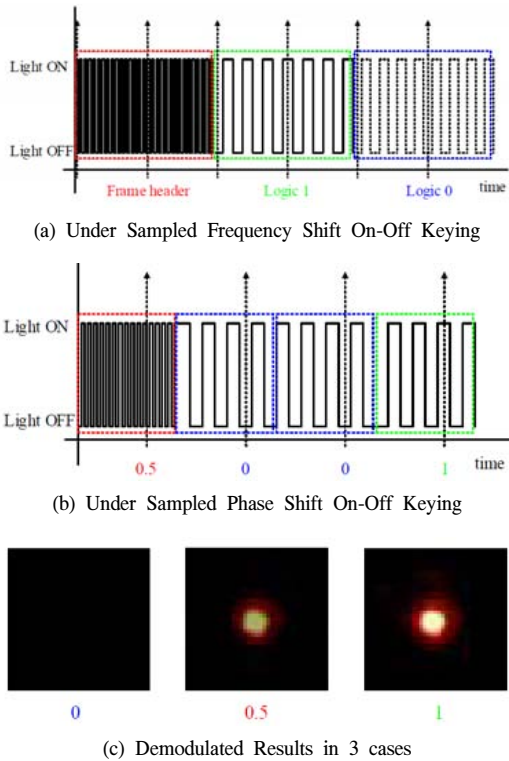 Light ON
Light OFF
Frame header
Logic 1
Logic 0
time
(a) Under Sampled Frequency Shift On-Off Keying
Light ON
Light OFF
0.5
0
0
1
time
(b) Under Sampled Phase Shift On-Off Keying
0
0.5
1
(c) Demodulated Results in 3 cases